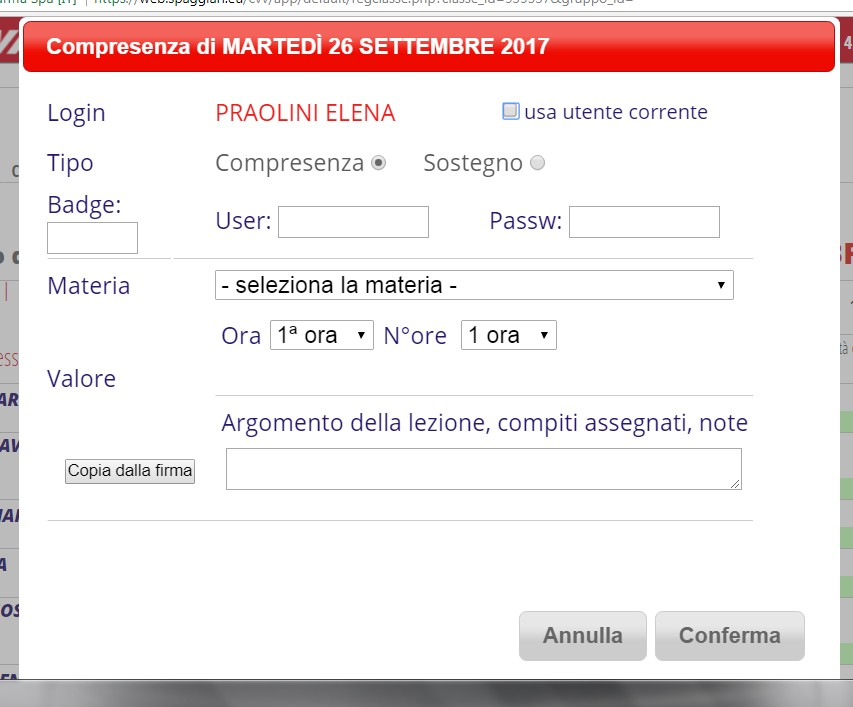 Compresenza di MARTEDÌ 26 SETTEMBRE 2017
Login PRAOLINI ELENA usa utente corrente
Tipo Compresenza Sostegno
Badge:
User: Passw:
Materia - seleziona la materia -
Ora 1ª ora N°ore 1 ora
Valore
Argomento della lezione, compiti assegnati, note
Copia dalla firma
Annulla Conferma